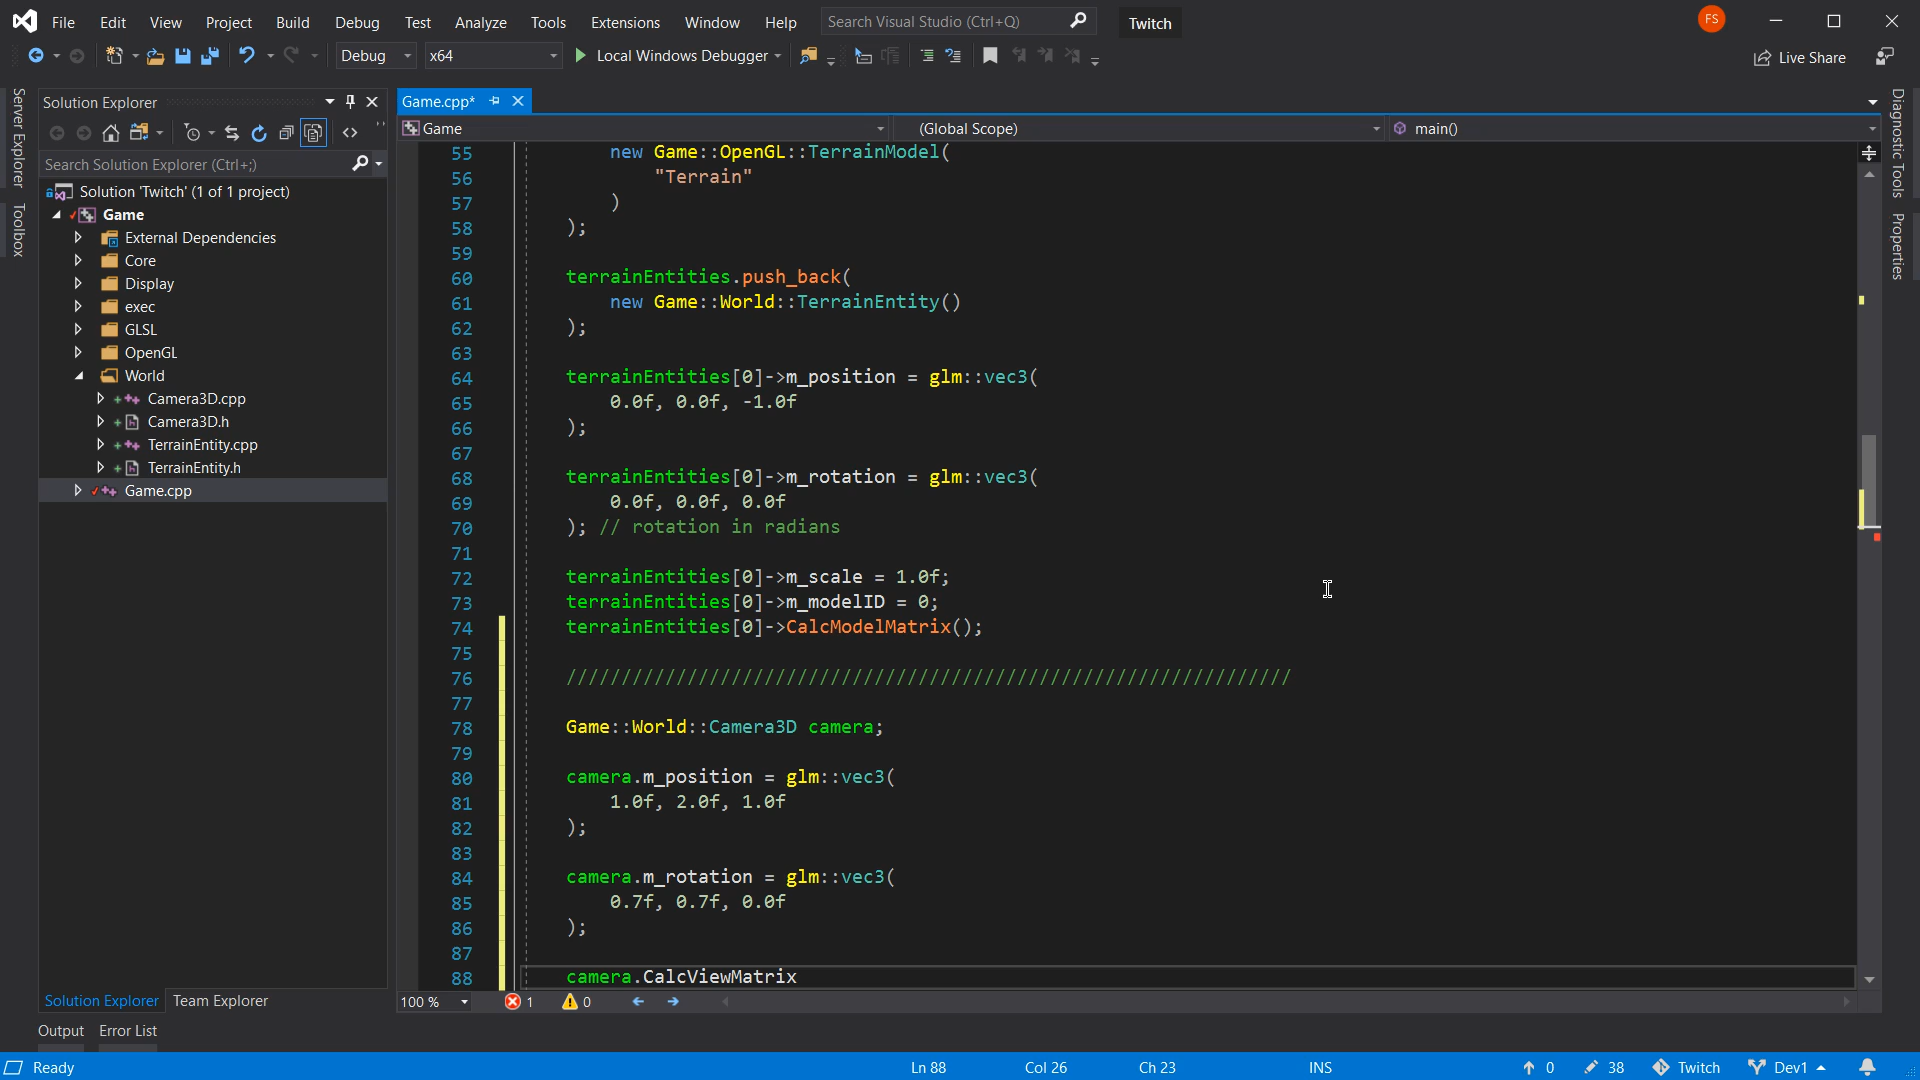 File Edit View Project Build Debug Test Analyze Tools Extensions Window Help Search Visual Studio (Ctrl+Q) Twitch FS
Debug x64 Local Windows Debugger Live Share
Server Explorer
Toolbox
Solution Explorer
Search Solution Explorer (Ctrl+;)
Solution 'Twitch' (1 of 1 project)
Game
External Dependencies
Core
Display
exec
GLSL
OpenGL
World
Camera3D.cpp
Camera3D.h
TerrainEntity.cpp
TerrainEntity.h
Game.cpp
Solution Explorer Team Explorer
Game.cpp*
Game (Global Scope) main()
55 new Game::OpenGL::TerrainModel(
56 "Terrain"
57 )
58 );
59
60 terrainEntities.push_back(
61 new Game::World::TerrainEntity()
62 );
63
64 terrainEntities[0]->m_position = glm::vec3(
65 0.0f, 0.0f, -1.0f
66 );
67
68 terrainEntities[0]->m_rotation = glm::vec3(
69 0.0f, 0.0f, 0.0f
70 ); // rotation in radians
71
72 terrainEntities[0]->m_scale = 1.0f;
73 terrainEntities[0]->m_modelID = 0;
74 terrainEntities[0]->CalcModelMatrix();
75
76 //////////////////////////////////////////////////////////////////
77
78 Game::World::Camera3D camera;
79
80 camera.m_position = glm::vec3(
81 1.0f, 2.0f, 1.0f
82 );
83
84 camera.m_rotation = glm::vec3(
85 0.7f, 0.7f, 0.0f
86 );
87
88 camera.CalcViewMatrix
100 % 1 0
Diagnostic Tools
Properties
Output Error List
Ready Ln 88 Col 26 Ch 23 INS 0 38 Twitch Dev1